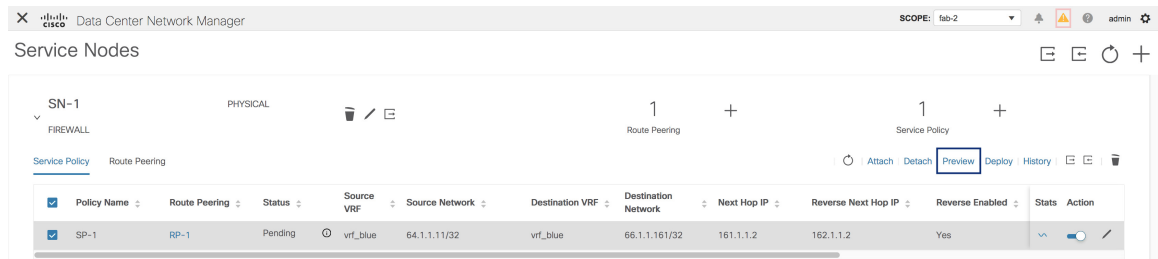 cisco Data Center Network Manager SCOPE: fab-2 admin
Service Nodes
SN-1 PHYSICAL 1 1
FIREWALL Route Peering Service Policy
Service Policy Route Peering Attach Detach Preview Deploy History
Policy Name Route Peering Status Source VRF Source Network Destination VRF Destination Network Next Hop IP Reverse Next Hop IP Reverse Enabled Stats Action
SP-1 RP-1 Pending vrf_blue 64.1.1.11/32 vrf_blue 66.1.1.161/32 161.1.1.2 162.1.1.2 Yes